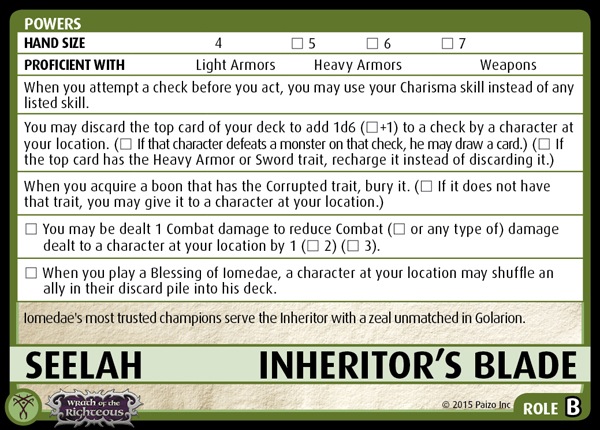 POWERS
HAND SIZE 4 □ 5 □ 6 □ 7
PROFICIENT WITH Light Armors Heavy Armors Weapons
When you attempt a check before you act, you may use your Charisma skill instead of any
listed skill.
You may discard the top card of your deck to add 1d6 (□+1) to a check by a character at
your location. (□ If that character defeats a monster on that check, he may draw a card.) (□ If
the top card has the Heavy Armor or Sword trait, recharge it instead of discarding it.)
When you acquire a boon that has the Corrupted trait, bury it. (□ If it does not have
that trait, you may give it to a character at your location.)
□ You may be dealt 1 Combat damage to reduce Combat (□ or any type of) damage
dealt to a character at your location by 1 (□ 2) (□ 3).
□ When you play a Blessing of Iomedae, a character at your location may shuffle an
ally in their discard pile into his deck.
Iomedae's most trusted champions serve the Inheritor with a zeal unmatched in Golarion.
SEELAH INHERITOR'S BLADE
Wrath of the
Righteous
© 2015 Paizo Inc ROLE B